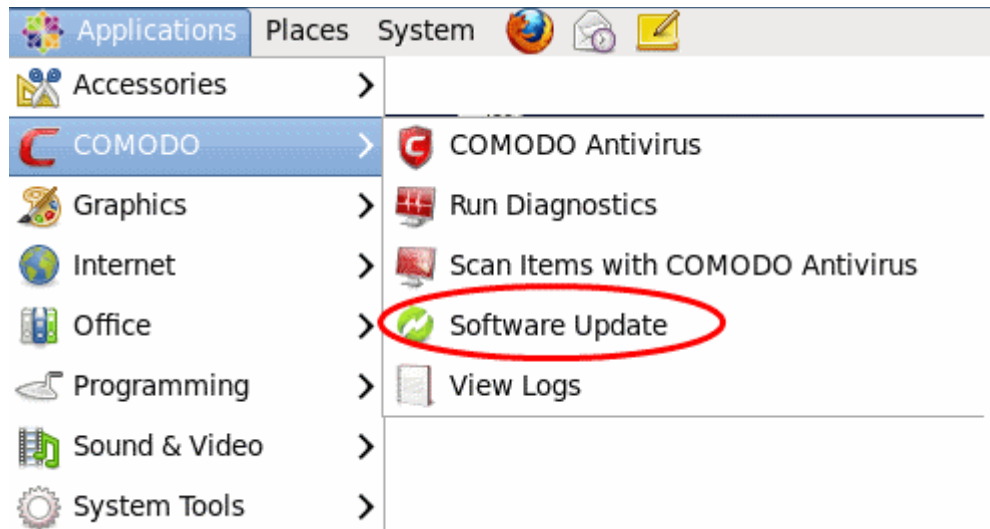 Applications Places System
Accessories
COMODO
Graphics
Internet
Office
Programming
Sound & Video
System Tools
COMODO Antivirus
Run Diagnostics
Scan Items with COMODO Antivirus
Software Update
View Logs